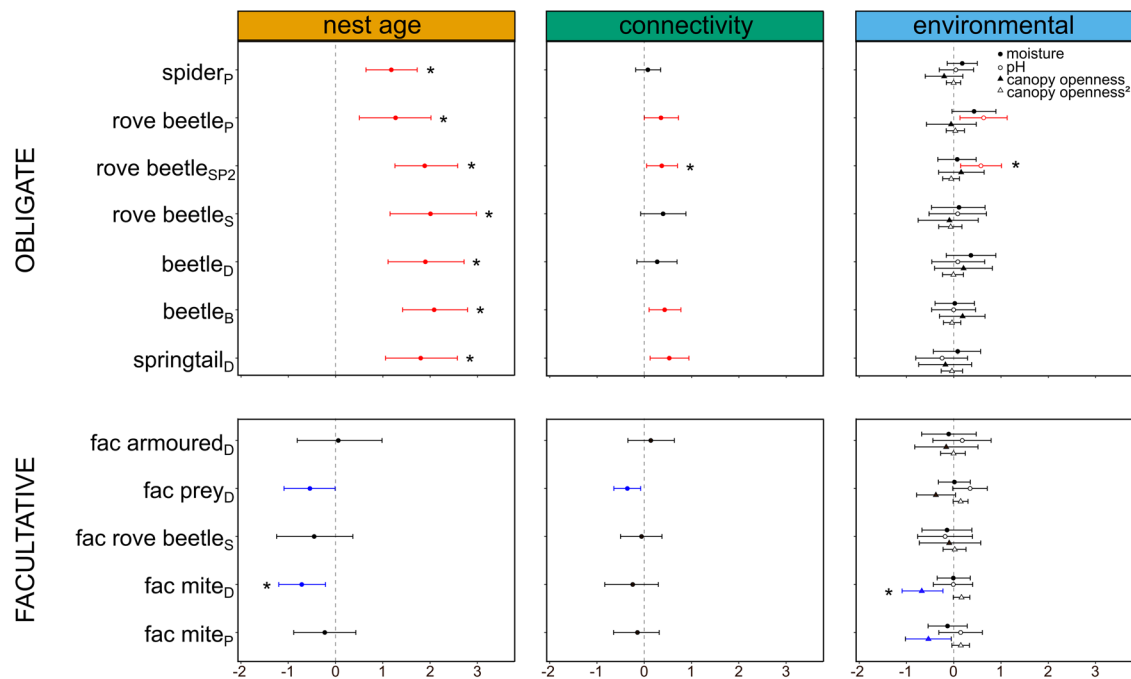 nest age
connectivity
environmental
OBLIGATE
spiderP
rove beetleP
rove beetleSP2
rove beetleS
beetleD
beetleB
springtailD
* * * * * * *
*
moisture
pH
canopy openness
canopy openness²
*
FACULTATIVE
fac armouredD
fac preyD
fac rove beetleS
fac miteD
fac miteP
*
*
-1 0 1 2 3
-2 -1 0 1 2 3
-2 -1 0 1 2 3
-2